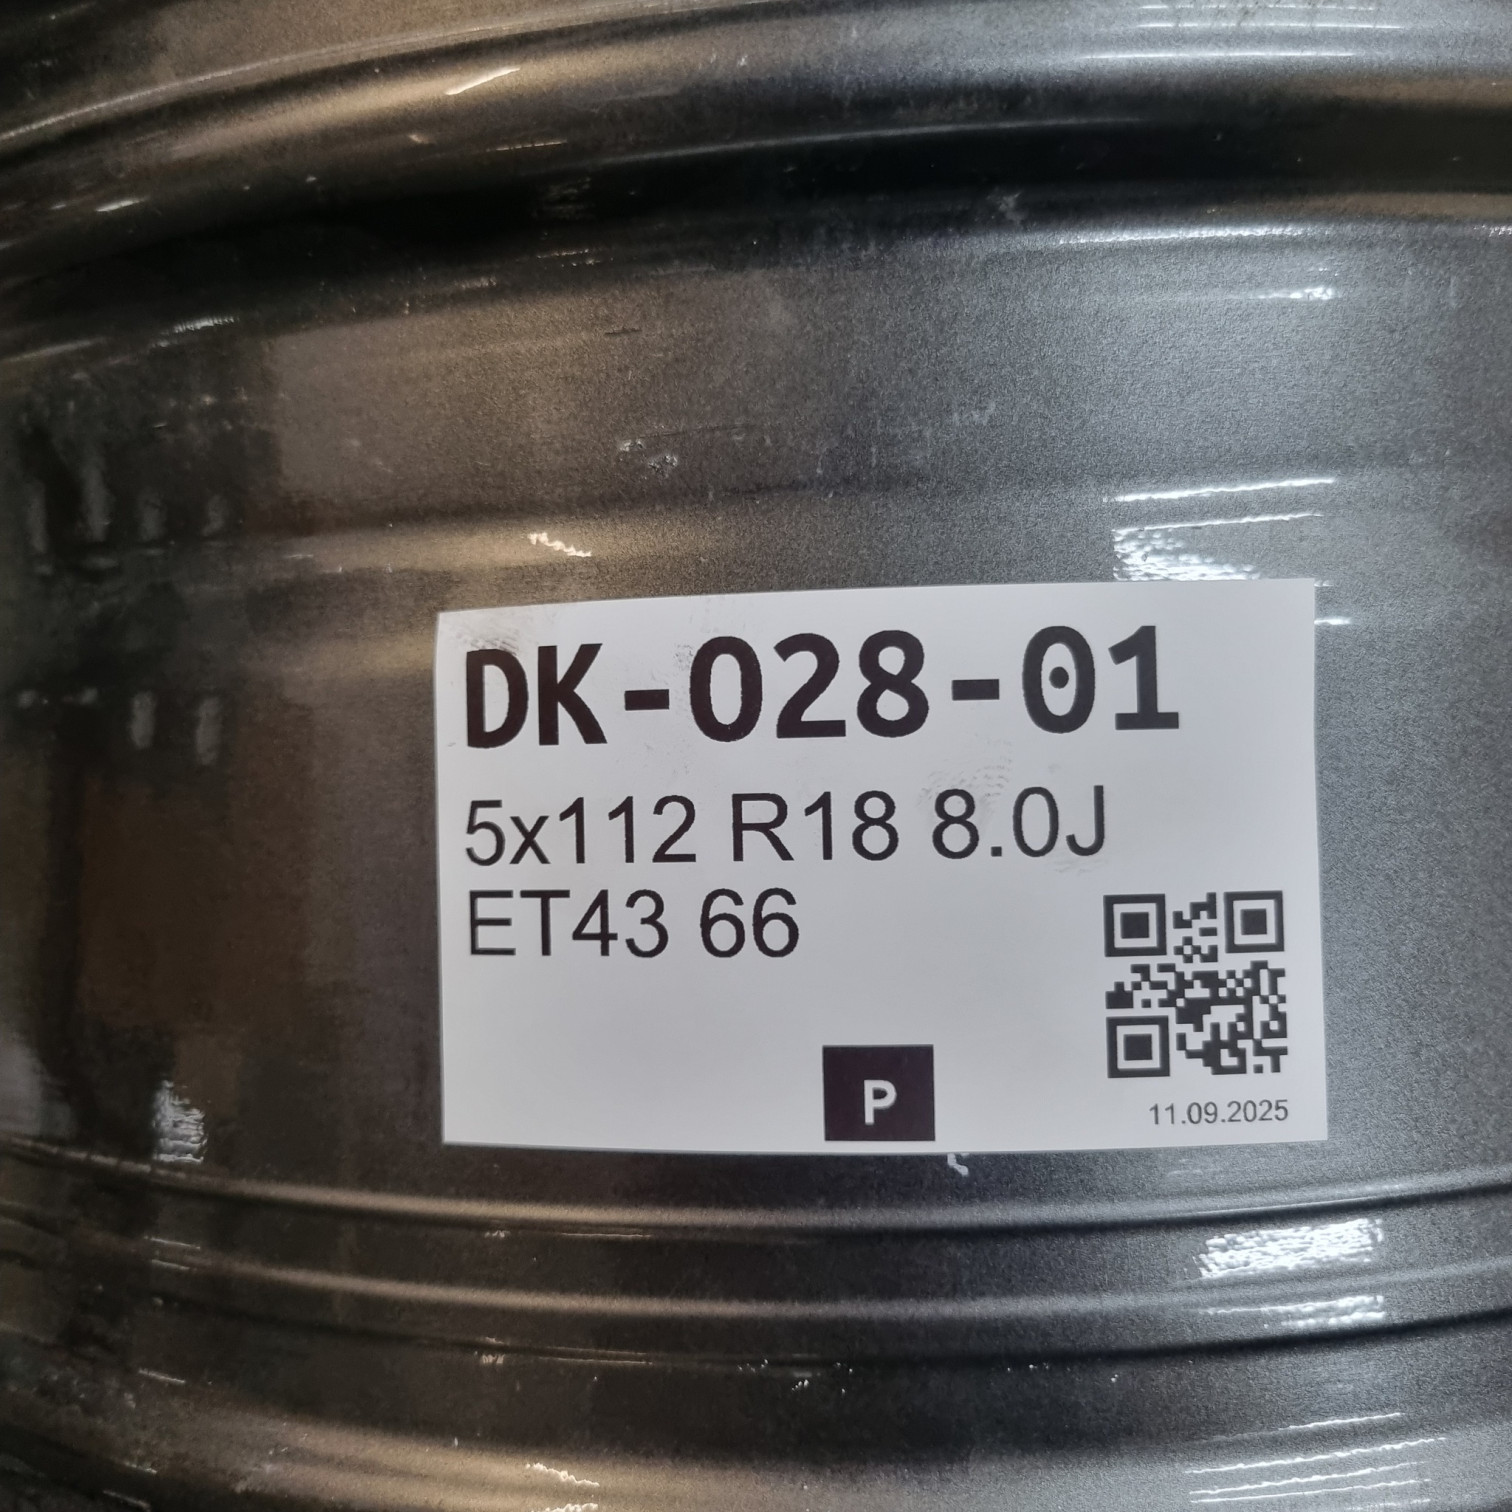 DK-028-01
5x112 R18 8.0J
ET43 66
P
11.09.2025